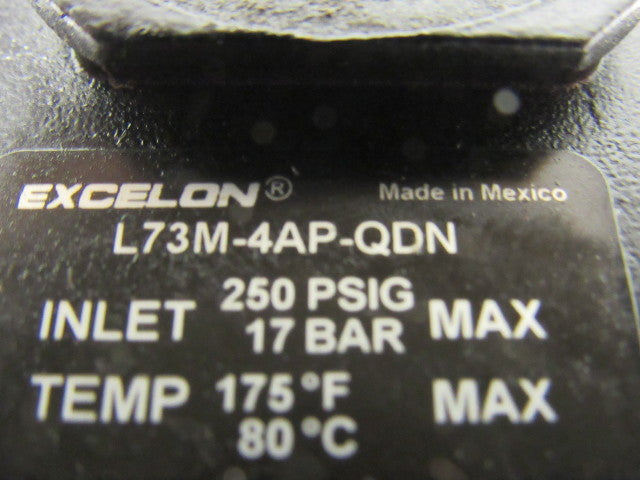 EXCELON® Made in Mexico
L73M-4AP-QDN
INLET 250 PSIG 17 BAR MAX
TEMP 175°F 80°C MAX